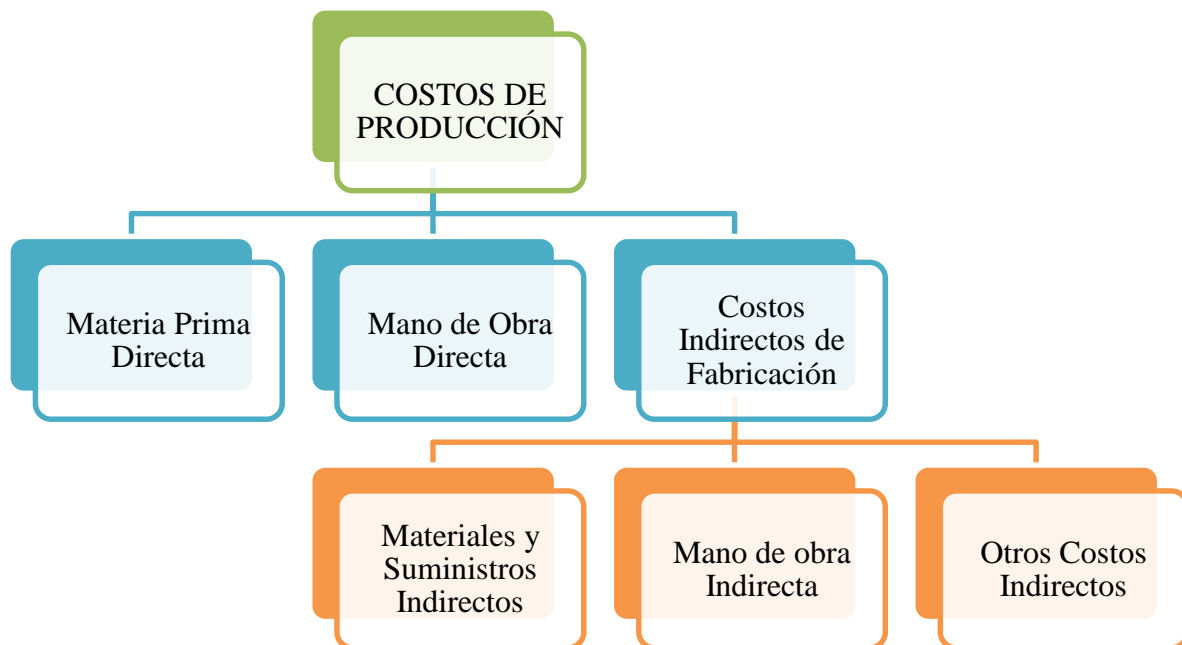 COSTOS DE
PRODUCCIÓN
Materia Prima
Directa
Mano de Obra
Directa
Costos
Indirectos de
Fabricación
Materiales y
Suministros
Indirectos
Mano de obra
Indirecta
Otros Costos
Indirectos